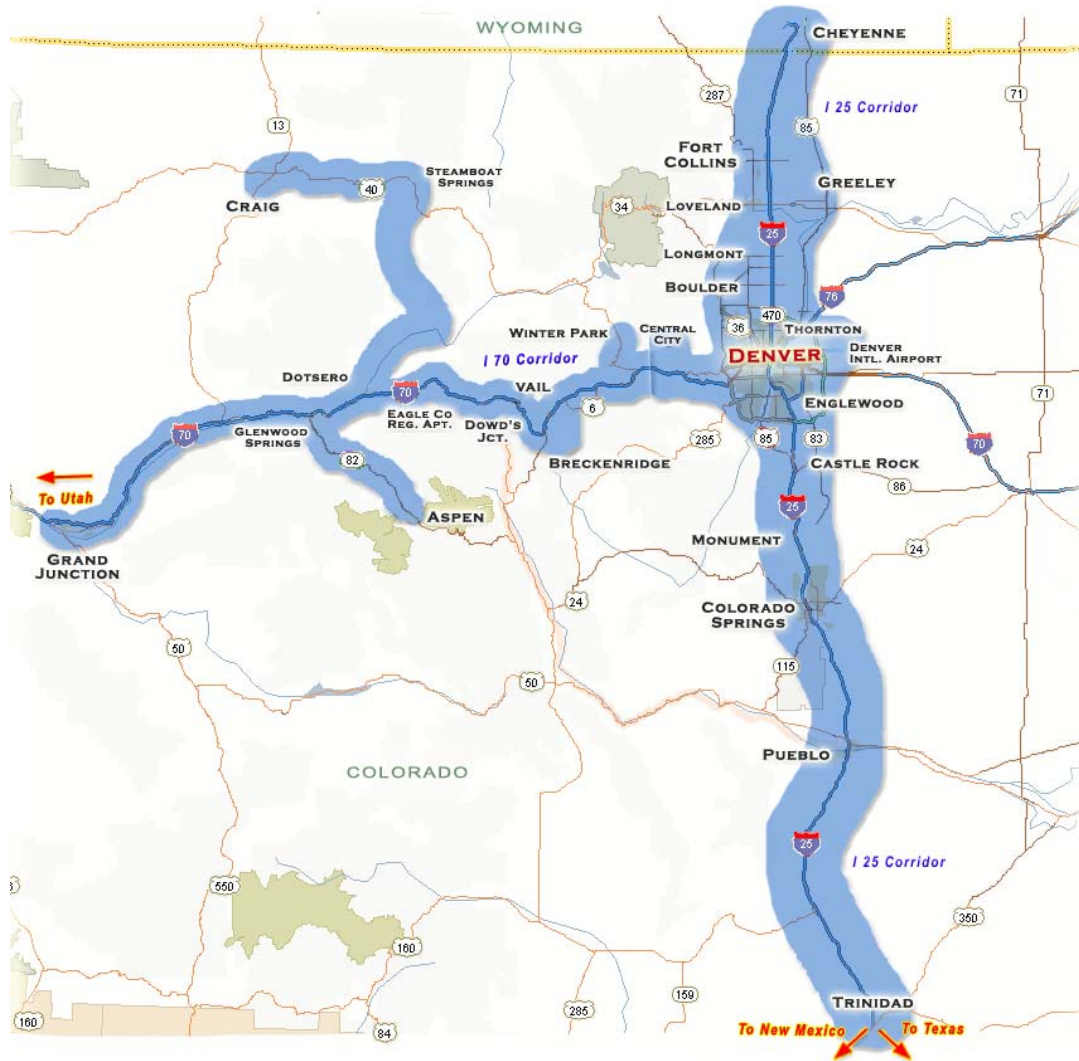 WYOMING
CHEYENNE
287
71
I 25 Corridor
85
13
FORT
COLLINS
STEAMBOAT
SPRINGS
40
GREELEY
CRAIG
34
LOVELAND
25
LONGMONT
BOULDER
76
470
36
THORNTON
WINTER PARK
CENTRAL
CITY
I 70 Corridor
DENVER
DENVER
INTL. AIRPORT
DOTSERO
VAIL
70
71
EAGLE CO
REG. APT.
DOWD'S
JCT.
6
ENGLEWOOD
GLENWOOD
SPRINGS
70
285
85
83
70
82
BRECKENRIDGE
CASTLE ROCK
86
To Utah
ASPEN
25
GRAND
JUNCTION
MONUMENT
24
24
COLORADO
SPRINGS
50
115
50
PUEBLO
COLORADO
25
I 25 Corridor
550
350
160
159
TRINIDAD
285
160
84
To New Mexico
To Texas